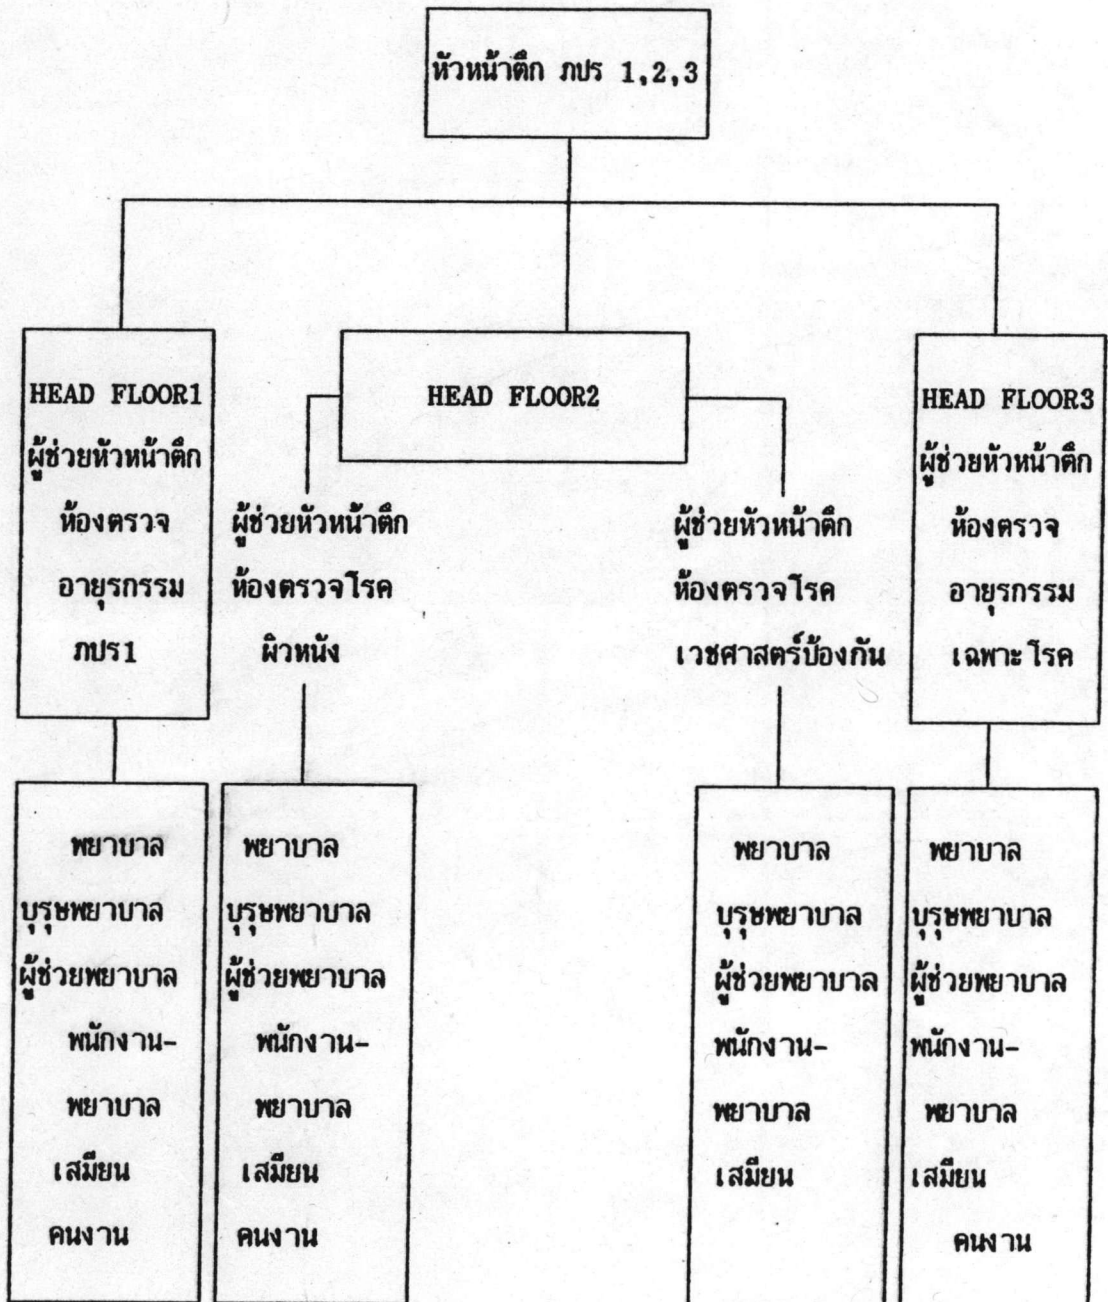 หัวหน้าตึก ภปร 1,2,3
HEAD FLOOR1
ผู้ช่วยหัวหน้าตึก
ห้องตรวจ
อายุรกรรม
ภปร1
HEAD FLOOR2
ผู้ช่วยหัวหน้าตึก
ห้องตรวจโรค
ผิวหนัง
ผู้ช่วยหัวหน้าตึก
ห้องตรวจโรค
เวชศาสตร์ป้องกัน
HEAD FLOOR3
ผู้ช่วยหัวหน้าตึก
ห้องตรวจ
อายุรกรรม
เฉพาะโรค
พยาบาล
บุรุษพยาบาล
ผู้ช่วยพยาบาล
พนักงาน-
พยาบาล
เสมียน
คนงาน
พยาบาล
บุรุษพยาบาล
ผู้ช่วยพยาบาล
พนักงาน-
พยาบาล
เสมียน
คนงาน
พยาบาล
บุรุษพยาบาล
ผู้ช่วยพยาบาล
พนักงาน-
พยาบาล
เสมียน
พยาบาล
บุรุษพยาบาล
ผู้ช่วยพยาบาล
พนักงาน-
พยาบาล
เสมียน
คนงาน